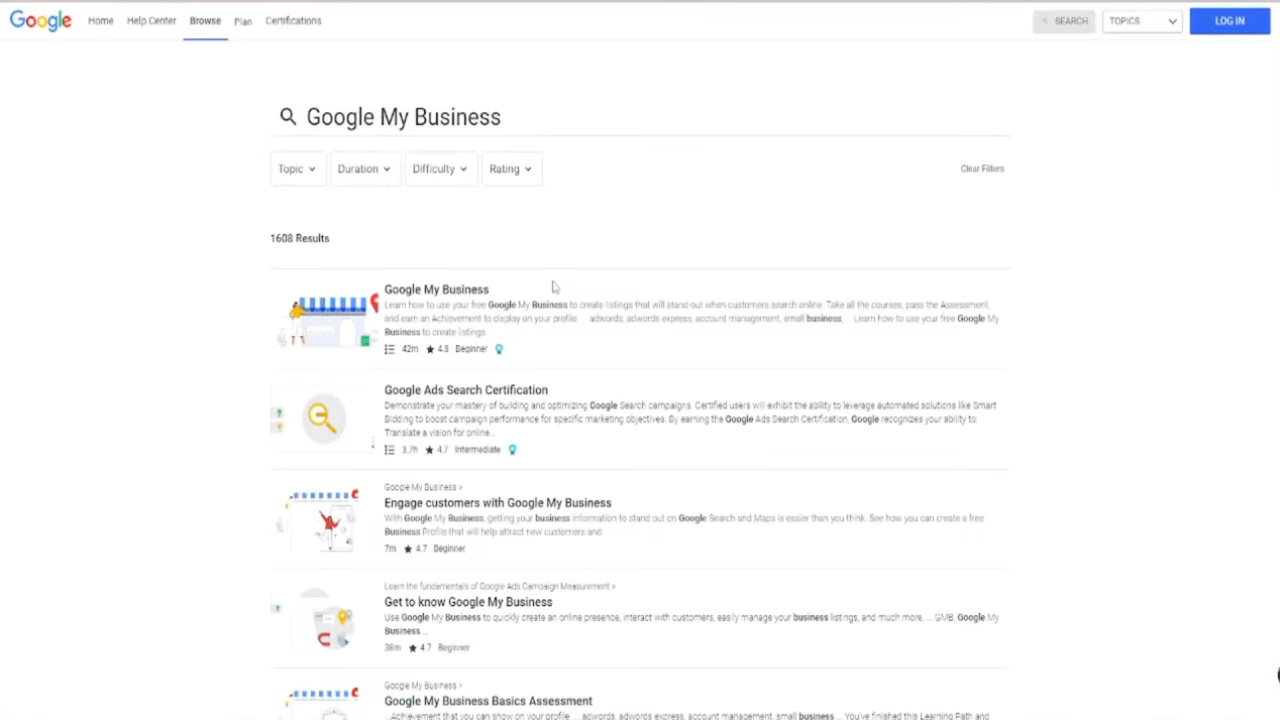 Google Home Help Center Browse Plan Certifications SEARCH TOPICS LOG IN
Google My Business
Topic Duration Difficulty Rating Clear Filters
1608 Results
Google My Business
Learn how to use your free Google My Business to create listings that will stand out when customers search online. Take all the courses, pass the Assessment,
and earn an Achievement to display on your profile ... adwords, adwords express, account management, small business, Learn how to use your free Google My
Business to create listings
42m 4.8 Beginner
Google Ads Search Certification
Demonstrate your mastery of building and optimizing Google Search campaigns. Certified users will exhibit the ability to leverage automated solutions like Smart
Bidding to boost campaign performance for specific marketing objectives. By earning the Google Ads Search Certification, Google recognizes your ability to:
Translate a vision for online...
3.7h 4.7 Intermediate
Google My Business >
Engage customers with Google My Business
With Google My Business, getting your business information to stand out on Google Search and Maps is easier than you think. See how you can create a free
Business Profile that will help attract new customers and
7m 4.7 Beginner
Learn the fundamentals of Google Ads Campaign Measurement >
Get to know Google My Business
Use Google My Business to quickly create an online presence, interact with customers, easily manage your business listings, and much more. ... GMB, Google My
Business ...
38m 4.7 Beginner
Google My Business >
Google My Business Basics Assessment
...Achievement that you can show on your profile ... adwords, adwords express, account management, small business ... You've finished this Learning Path and